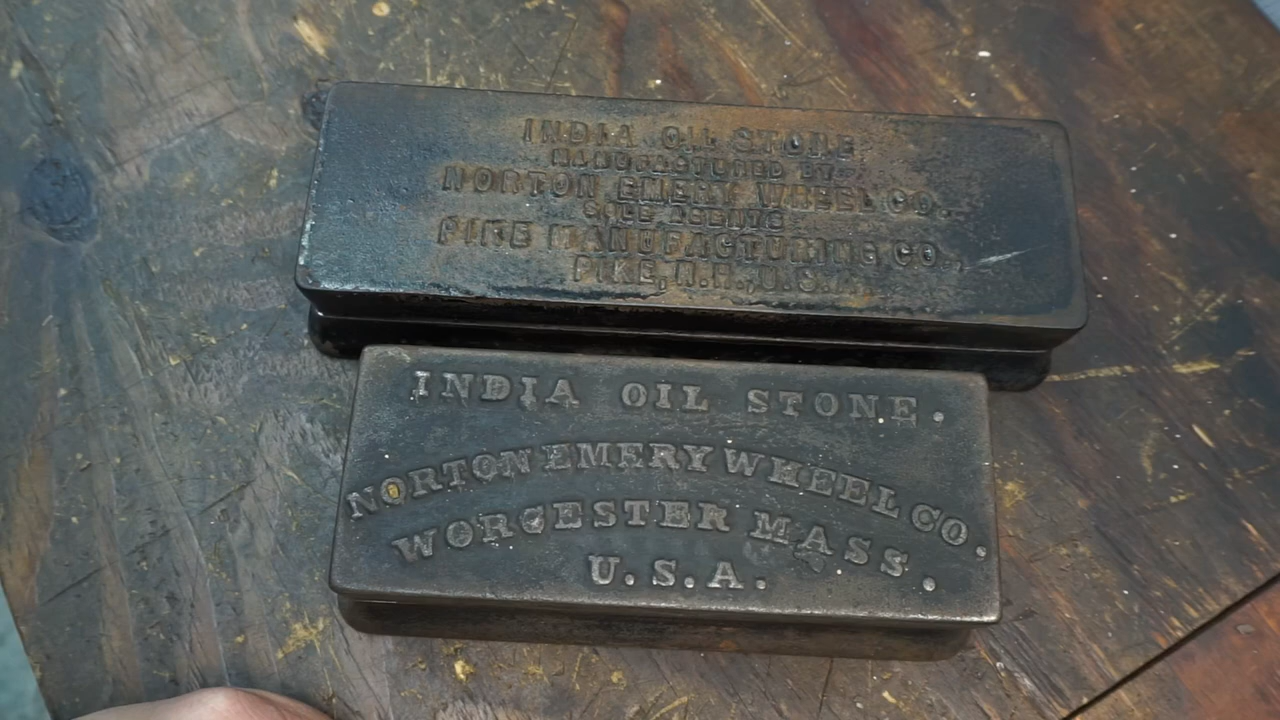 INDIA OIL STONE
MANUFACTURED BY
NORTON EMERY WHEEL CO.
SOLE AGENTS
PIKE MANUFACTURING CO.,
PIKE, N.H., U.S.A.
INDIA OIL STONE.
NORTON EMERY WHEEL CO.
WORCESTER MASS.
U.S.A.